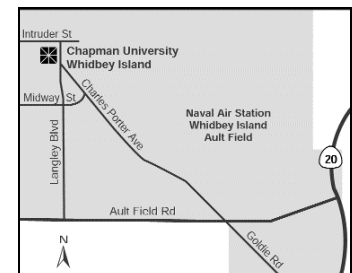 Intruder St
Chapman University
Whidbey Island
Midway St
Charles Porter Ave
Langley Blvd
Naval Air Station
Whidbey Island
Ault Field
20
Ault Field Rd
Goldie Rd
N